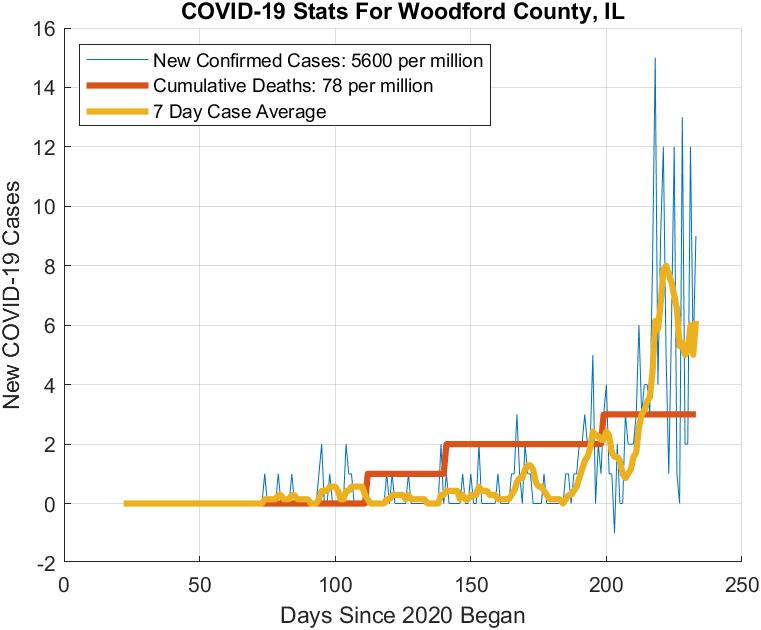 COVID-19 Stats For Woodford County, IL
New Confirmed Cases: 5600 per million
Cumulative Deaths: 78 per million
7 Day Case Average
New COVID-19 Cases
16
14
12
10
8
6
4
2
0
-2
0 50 100 150 200 250
Days Since 2020 Began